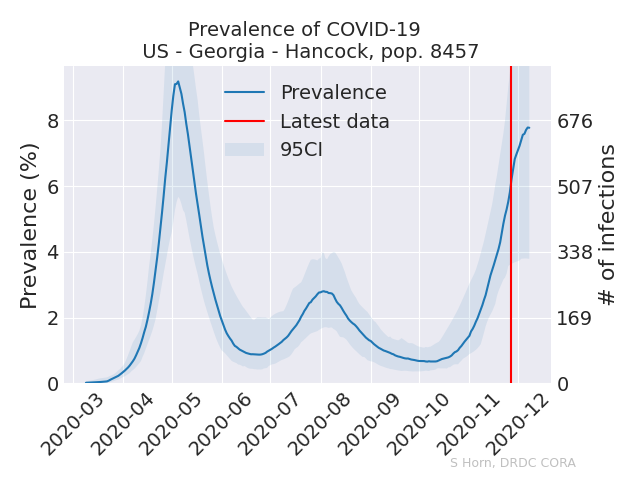 Prevalence of COVID-19
US - Georgia - Hancock, pop. 8457
Prevalence
Latest data
95CI
Prevalence (%)
8
6
4
2
0
676
507
338
169
0
# of infections
2020-03
2020-04
2020-05
2020-06
2020-07
2020-08
2020-09
2020-10
2020-11
2020-12
S Horn, DRDC CORA